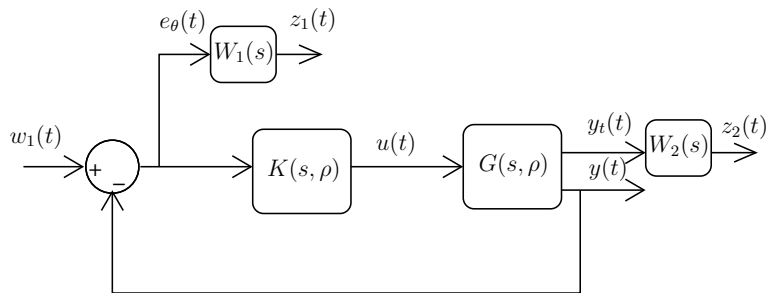 e_θ(t)
z_1(t)
W_1(s)
w_1(t)
+
−
K(s, ρ)
u(t)
G(s, ρ)
y_t(t)
y(t)
W_2(s)
z_2(t)